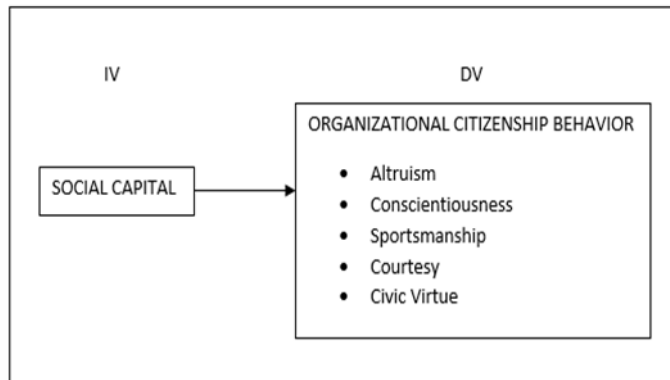 IV
DV
ORGANIZATIONAL CITIZENSHIP BEHAVIOR
SOCIAL CAPITAL
• Altruism
• Conscientiousness
• Sportsmanship
• Courtesy
• Civic Virtue